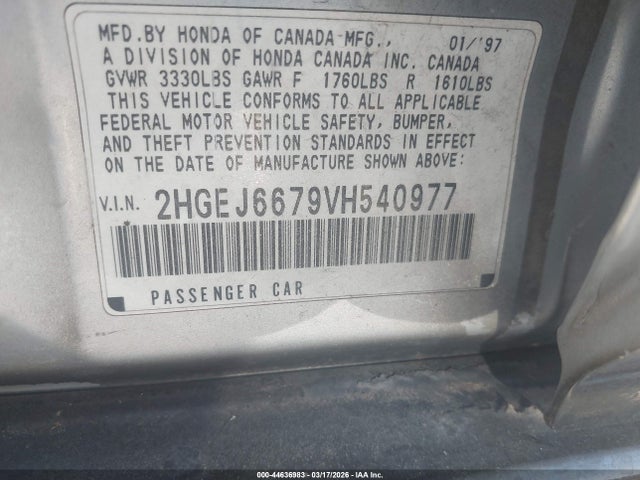 MFD.BY HONDA OF CANADA MFG., 01/'97
A DIVISION OF HONDA CANADA INC. CANADA
GVWR 3330LBS GAWR F 1760LBS R 1610LBS
THIS VEHICLE CONFORMS TO ALL APPLICABLE
FEDERAL MOTOR VEHICLE SAFETY, BUMPER,
AND THEFT PREVENTION STANDARDS IN EFFECT
ON THE DATE OF MANUFACTURE SHOWN ABOVE:
V.I.N. 2HGEJ6679VH540977
PASSENGER CAR
© 000-44636983 - 03/17/2026 - IAA Inc.